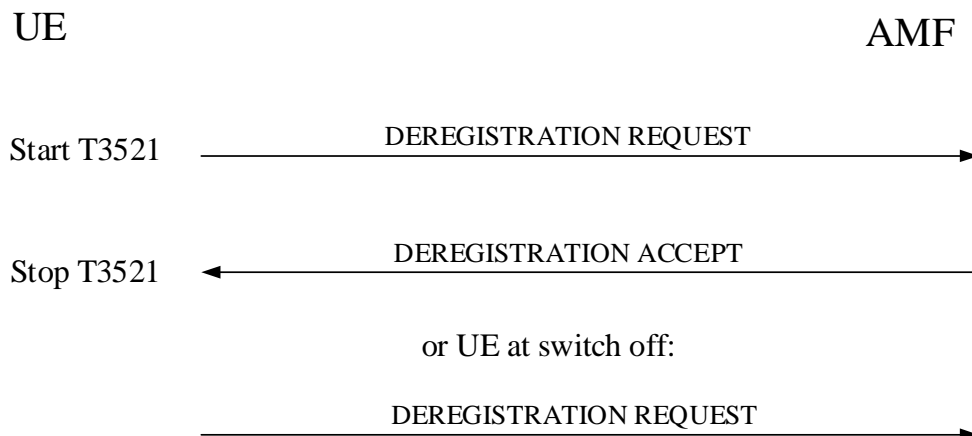 UE
AMF
Start T3521
DEREGISTRATION REQUEST
Stop T3521
DEREGISTRATION ACCEPT
or UE at switch off:
DEREGISTRATION REQUEST